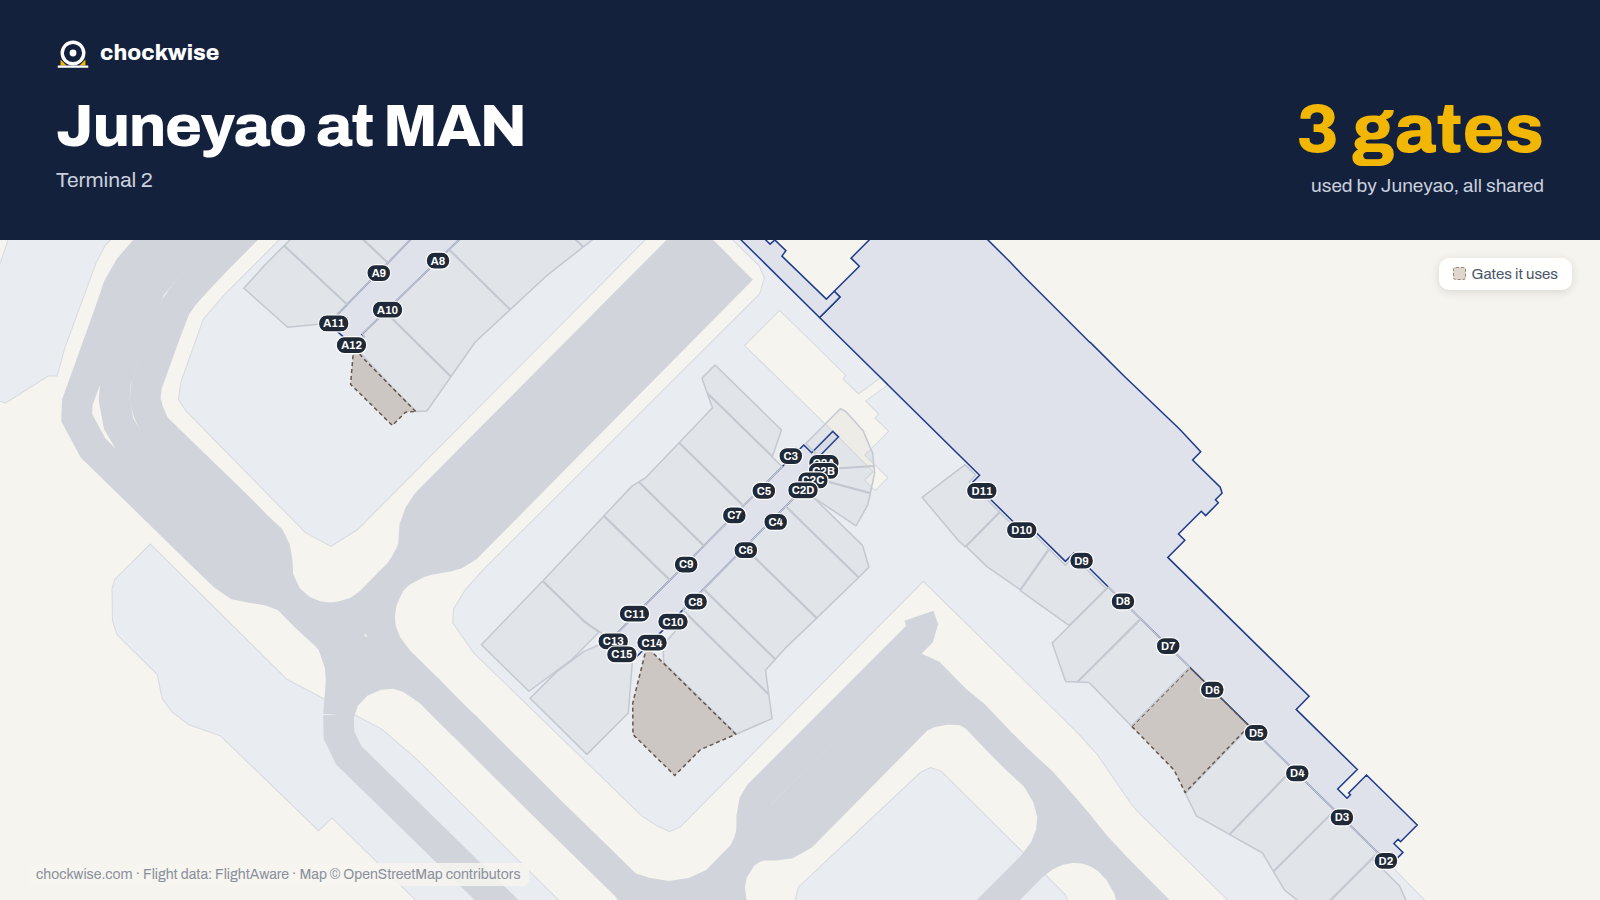 chockwise
Juneyao at MAN
Terminal 2
3 gates
used by Juneyao, all shared
Gates it uses
A8
A9
A10
A11
A12
C3
C2B
C2C
C2D
C5
C7
C4
C6
C9
C8
C11
C10
C13
C14
C15
D11
D10
D9
D8
D7
D6
D5
D4
D3
D2
chockwise.com · Flight data: FlightAware · Map © OpenStreetMap contributors